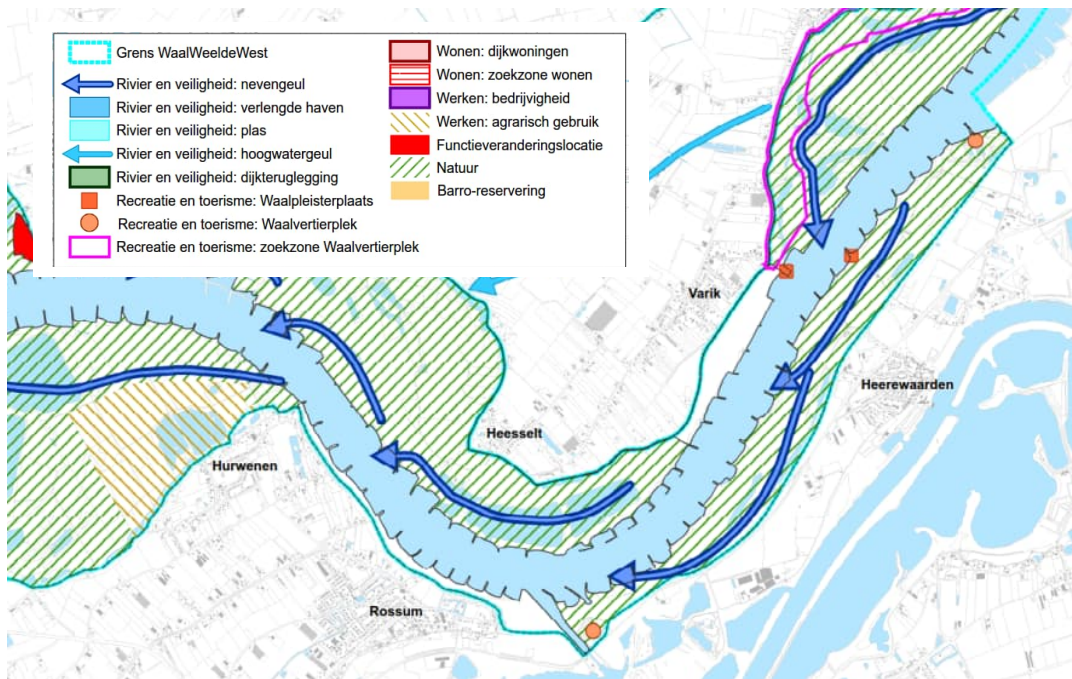 Grens WaalWeeldeWest
Rivier en veiligheid: nevengeul
Rivier en veiligheid: verlengde haven
Rivier en veiligheid: plas
Rivier en veiligheid: hoogwatergeul
Rivier en veiligheid: dijkteruglegging
Recreatie en toerisme: Waalpleisterplaats
Recreatie en toerisme: Waalvertierplek
Recreatie en toerisme: zoekzone Waalvertierplek
Wonen: dijkwoningen
Wonen: zoekzone wonen
Werken: bedrijvigheid
Werken: agrarisch gebruik
Functieveranderingslocatie
Natuur
Barro-reservering
Varik
Heerewaarden
Heesselt
Hurwenen
Rossum